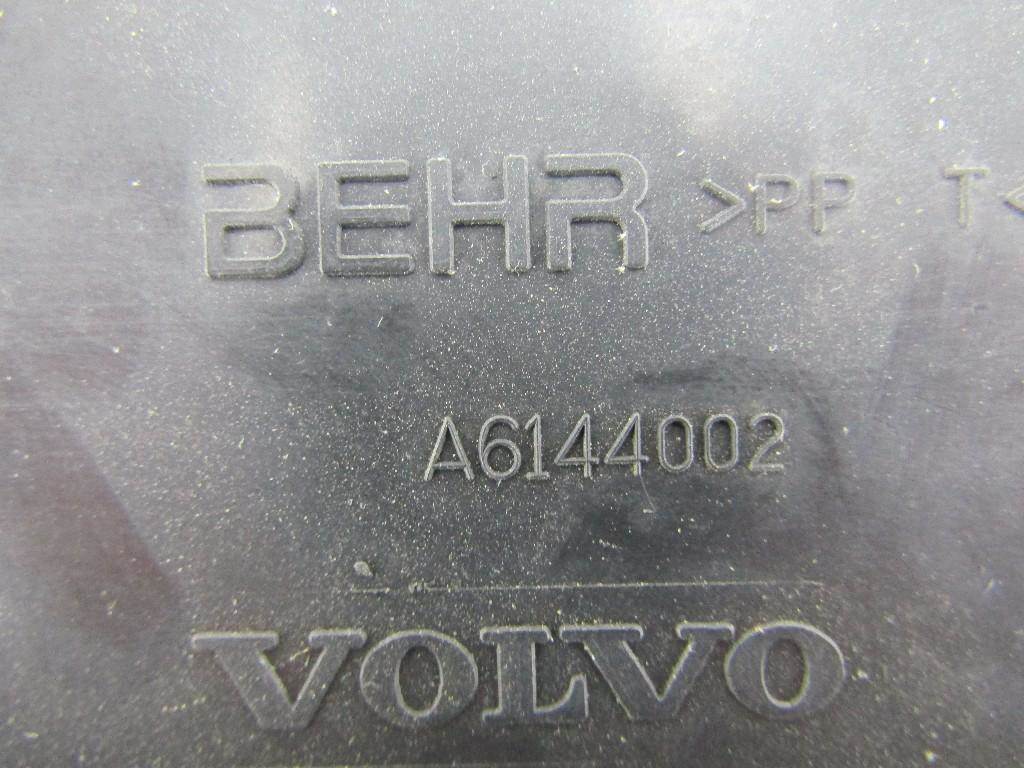 BEHR >PP T<
A6144002
VOLVO